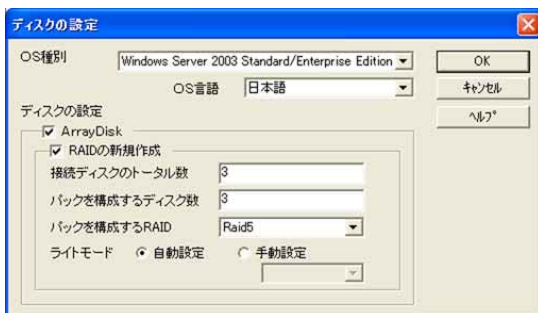 ディスクの設定
OS種別 Windows Server 2003 Standard/Enterprise Edition
OK
OS言語 日本語
キャンセル
ディスクの設定
ヘルプ
ArrayDisk
RAIDの新規作成
接続ディスクのトータル数 3
パックを構成するディスク数 3
パックを構成するRAID Raid5
ライトモード 自動設定 手動設定